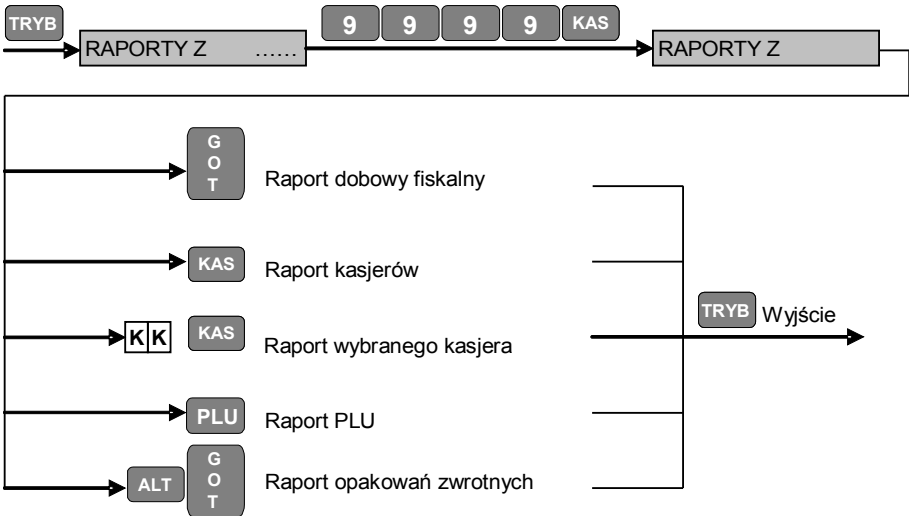 TRYB
RAPORTY Z ......
9 9 9 9 KAS
RAPORTY Z
G
O
T
Raport dobowy fiskalny
KAS
Raport kasjerów
K K
KAS
Raport wybranego kasjera
TRYB Wyjście
PLU
Raport PLU
ALT
G
O
T
Raport opakowań zwrotnych